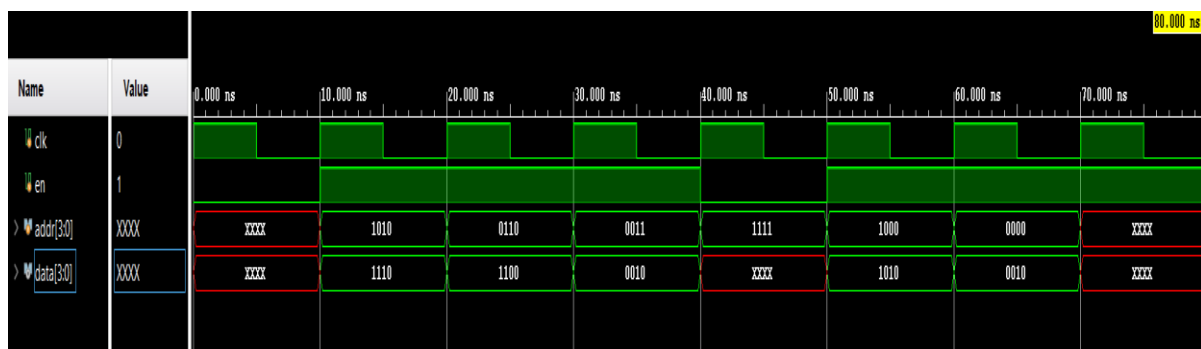 80.000 ns
Name Value 0.000 ns 10.000 ns 20.000 ns 30.000 ns 40.000 ns 50.000 ns 60.000 ns 70.000 ns
clk 0
en 1
addr[3:0] XXXX XXXX 1010 0110 0011 1111 1000 0000 XXXX
data[3:0] XXXX XXXX 1110 1100 0010 XXXX 1010 0010 XXXX